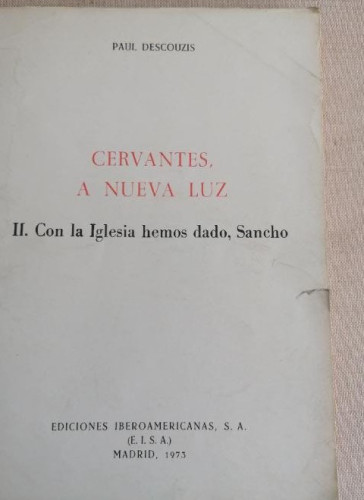 PAUL DESCOUZIS
CERVANTES,
A NUEVA LUZ
II. Con la Iglesia hemos dado, Sancho
EDICIONES IBEROAMERICANAS, S. A.
(E. I. S. A.)
MADRID, 1973